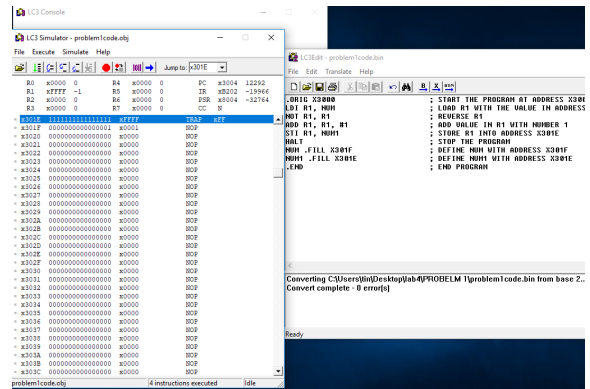 LC3 Console
LC3 Simulator - problem1code.obj
File Execute Simulate Help
Jump to: x301E
R0 x0000 0 R4 x0000 0 PC x3004 12292
R1 xFFFF -1 R5 x0000 0 IR xB202 -19966
R2 x0000 0 R6 x0000 0 PSR x8004 -32764
R3 x0000 0 R7 x0000 0 CC N
x301E 1111111111111111 xFFFF TRAP xFF
x301F 0000000000000001 x0001 NOP
x3020 0000000000000000 x0000 NOP
x3021 0000000000000000 x0000 NOP
x3022 0000000000000000 x0000 NOP
x3023 0000000000000000 x0000 NOP
x3024 0000000000000000 x0000 NOP
x3025 0000000000000000 x0000 NOP
x3026 0000000000000000 x0000 NOP
x3027 0000000000000000 x0000 NOP
x3028 0000000000000000 x0000 NOP
x3029 0000000000000000 x0000 NOP
x302A 0000000000000000 x0000 NOP
x302B 0000000000000000 x0000 NOP
x302C 0000000000000000 x0000 NOP
x302D 0000000000000000 x0000 NOP
x302E 0000000000000000 x0000 NOP
x302F 0000000000000000 x0000 NOP
x3030 0000000000000000 x0000 NOP
x3031 0000000000000000 x0000 NOP
x3032 0000000000000000 x0000 NOP
x3033 0000000000000000 x0000 NOP
x3034 0000000000000000 x0000 NOP
x3035 0000000000000000 x0000 NOP
x3036 0000000000000000 x0000 NOP
x3037 0000000000000000 x0000 NOP
x3038 0000000000000000 x0000 NOP
x3039 0000000000000000 x0000 NOP
x303A 0000000000000000 x0000 NOP
x303B 0000000000000000 x0000 NOP
x303C 0000000000000000 x0000 NOP
problem1code.obj 4 instructions executed Idle
LC3Edit - problem1code.bin
File Edit Translate Help
.ORIG X3000 ; START THE PROGRAM AT ADDRESS X300
LDI R1, NUM ; LOAD R1 WITH THE VALUE IN ADDRESS
NOT R1, R1 ; REVERSE R1
ADD R1, R1, #1 ; ADD VALUE IN R1 WITH NUMBER 1
STI R1, NUM1 ; STORE R1 INTO ADDRESS X301E
HALT ; STOP THE PROGRAM
NUM .FILL X301F ; DEFINE NUM WITH ADDRESS X301F
NUM1 .FILL X301E ; DEFINE NUM1 WITH ADDRESS X301E
.END ; END PROGRAM
Converting C:\Users\tin\Desktop\lab4\PROBELM 1\problem1code.bin from base 2...
Convert complete - 0 error(s)
Ready